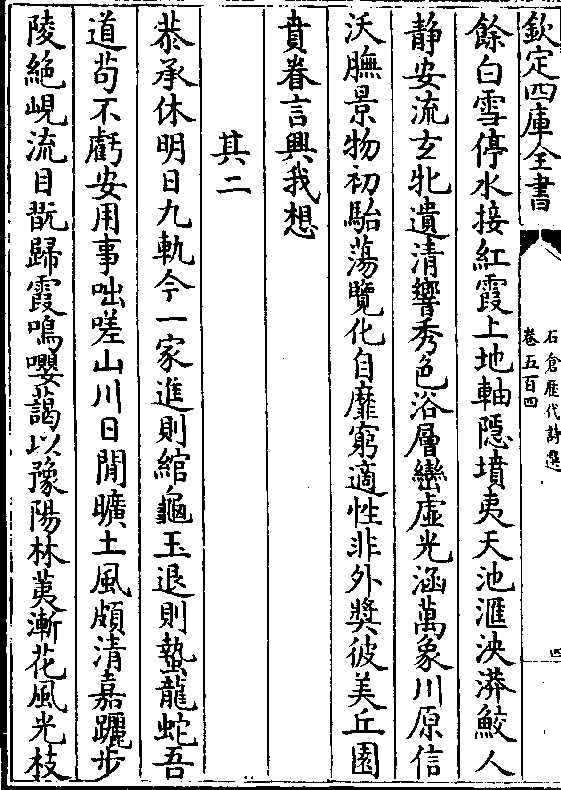 欽定四庫全書
石倉歷代詩選
卷五百四
四
餘白雪停水接紅霞上地軸隱墳夷天池滙泱漭鮫人
静安流玄牝遺清響秀色浴層巒虛光涵萬象川原信
沃膴景物初駘蕩覽化自靡窮適性非外奬彼美丘園
賁眷言興我想
其二
恭承休明日九軌今一家進則綰龜玉退則蟄龍蛇吾
道苟不虧安用事咄嗟山川日閒曠土風頗清嘉躧步
陵絶峴流目翫歸霞鳴嚶藹以豫陽林荑漸花風光枝